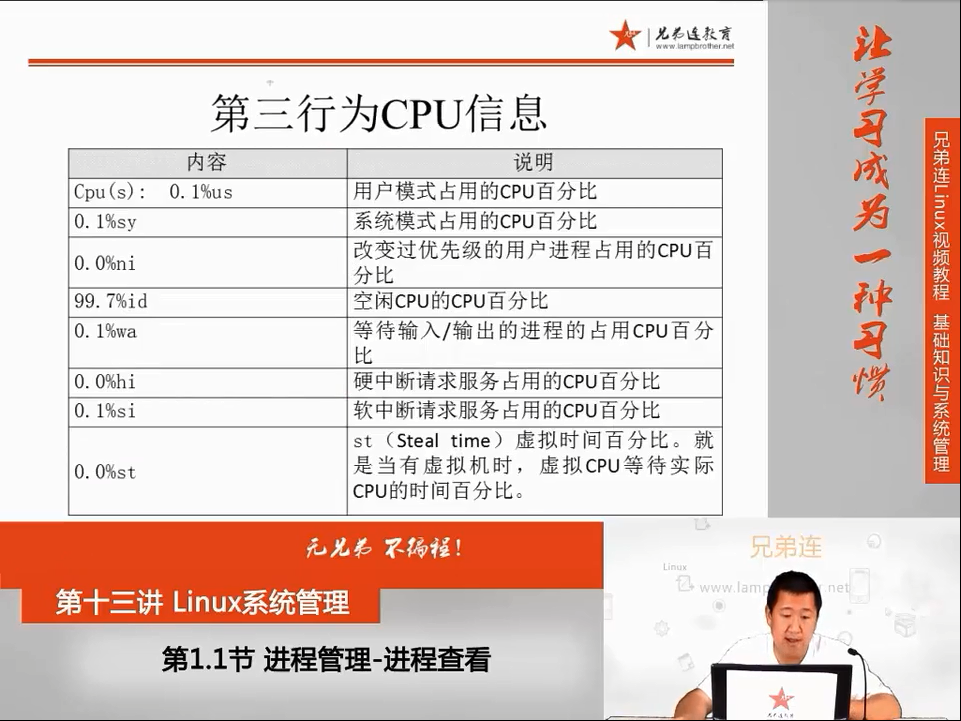 兄弟连教育
www.lampbrother.net
第三行为CPU信息
内容 说明
Cpu(s): 0.1%us 用户模式占用的CPU百分比
0.1%sy 系统模式占用的CPU百分比
0.0%ni 改变过优先级的用户进程占用的CPU百
分比
99.7%id 空闲CPU的CPU百分比
0.1%wa 等待输入/输出的进程的占用CPU百分
比
0.0%hi 硬中断请求服务占用的CPU百分比
0.1%si 软中断请求服务占用的CPU百分比
0.0%st st（Steal time）虚拟时间百分比。就
是当有虚拟机时，虚拟CPU等待实际
CPU的时间百分比。
让学习成为一种习惯
兄弟连Linux视频教程 基础知识与系统管理
无兄弟 不编程！
第十三讲 Linux系统管理
第1.1节 进程管理-进程查看
兄弟连
Linux